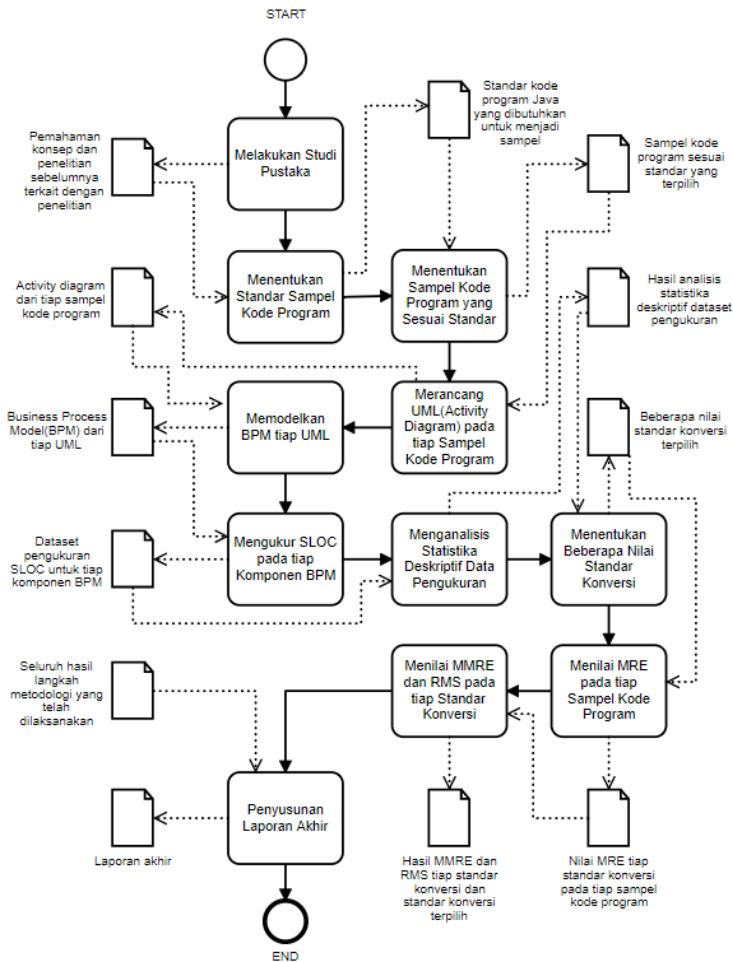 START
Standar kode
program Java
yang dibutuhkan
untuk menjadi
sampel
Pemahaman
konsep dan
penelitian
sebelumnya
terkait dengan
penelitian
Melakukan Studi
Pustaka
Sampel kode
program sesuai
standar yang
terpilih
Activity diagram
dari tiap sampel
kode program
Menentukan
Standar Sampel
Kode Program
Menentukan
Sampel Kode
Program yang
Sesuai Standar
Hasil analisis
statistika
deskriptif dataset
pengukuran
Business Process
Model(BPM) dari
tiap UML
Memodelkan
BPM tiap UML
Merancang
UML(Activity
Diagram) pada
tiap Sampel
Kode Program
Beberapa nilai
standar konversi
terpilih
Dataset
pengukuran
SLOC untuk tiap
komponen BPM
Mengukur SLOC
pada tiap
Komponen BPM
Menganalisis
Statistika
Deskriptif Data
Pengukuran
Menentukan
Beberapa Nilai
Standar
Konversi
Seluruh hasil
langkah
metodologi yang
telah
dilaksanakan
Menilai MMRE
dan RMS pada
tiap Standar
Konversi
Menilai MRE
pada tiap
Sampel Kode
Program
Penyusunan
Laporan Akhir
Laporan akhir
Hasil MMRE dan
RMS tiap standar
konversi dan
standar konversi
terpilih
Nilai MRE tiap
standar konversi
pada tiap sampel
kode program
END